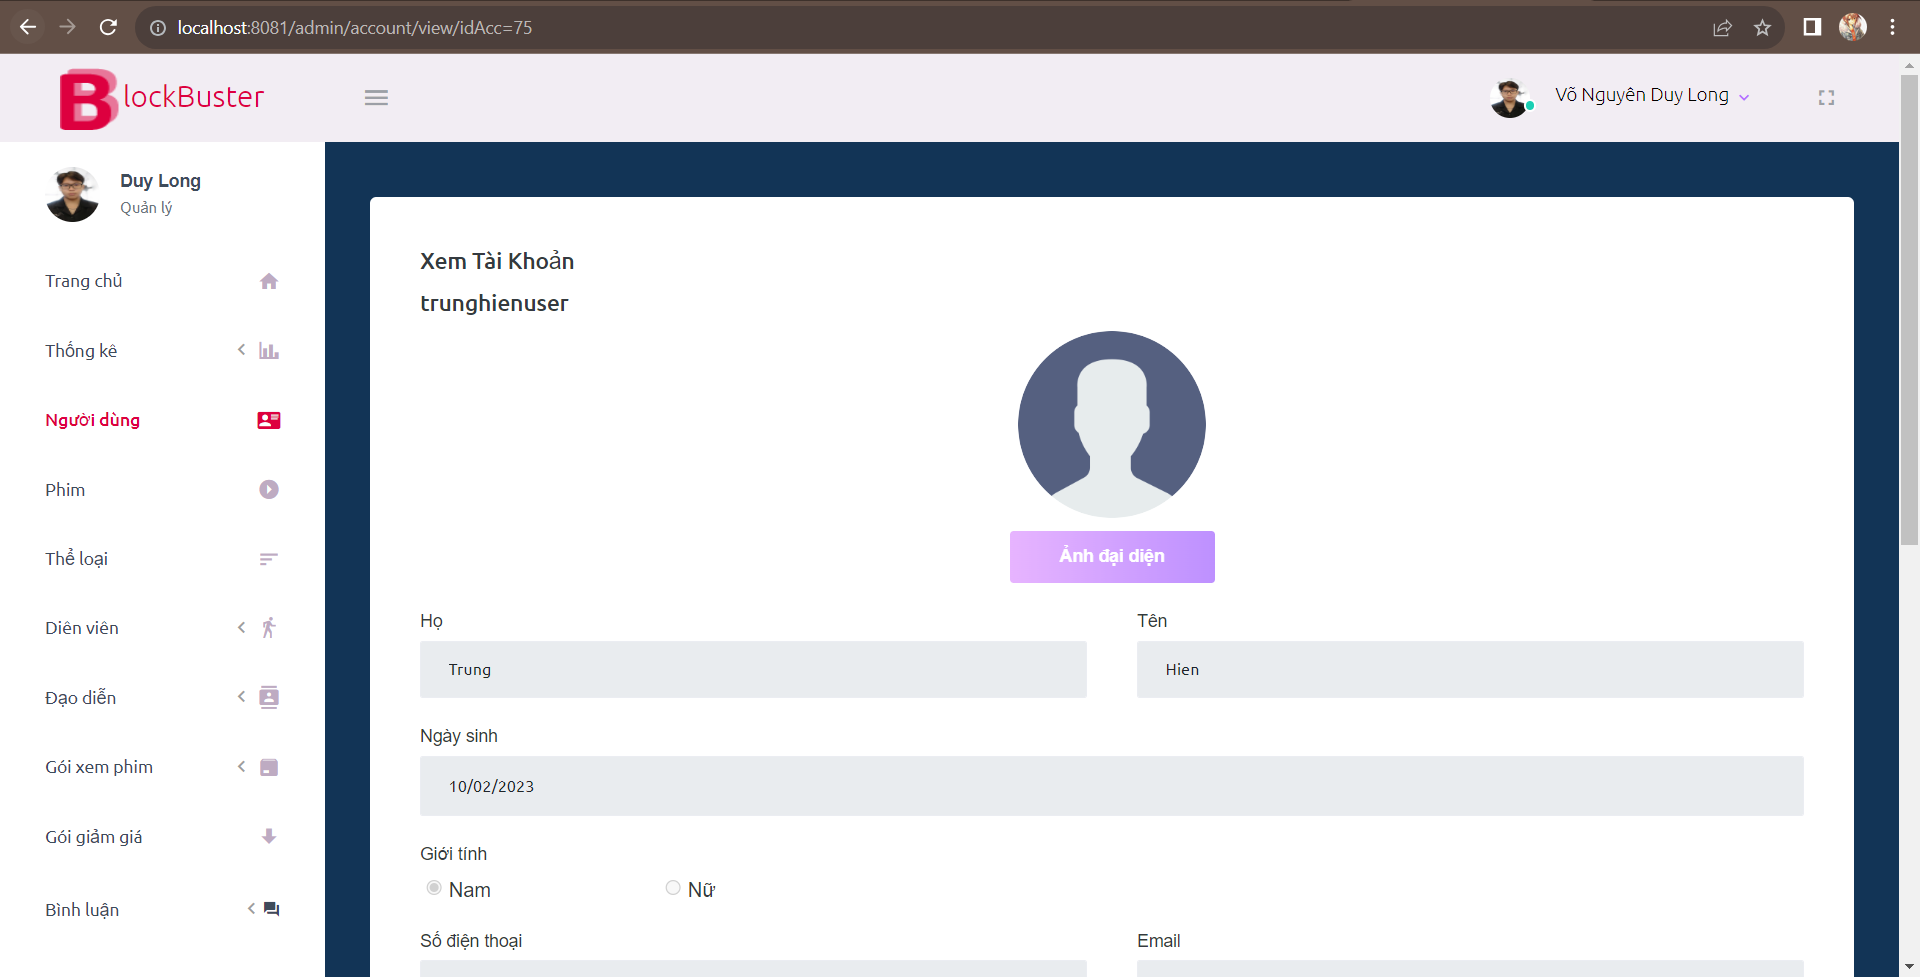 localhost:8081/admin/account/view/idAcc=75
BlockBuster
Võ Nguyên Duy Long
Duy Long
Quản lý
Trang chủ
Thống kê
Người dùng
Phim
Thể loại
Diên viên
Đạo diễn
Gói xem phim
Gói giảm giá
Bình luận
Xem Tài Khoản
trunghienuser
Ảnh đại diện
Họ
Tên
Trung
Hien
Ngày sinh
10/02/2023
Giới tính
Nam
Nữ
Số điện thoại
Email